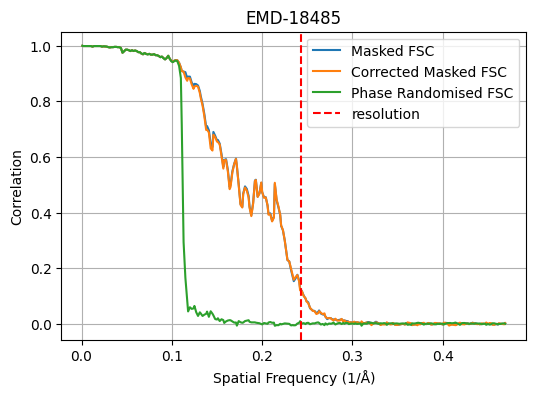 EMD-18485
Masked FSC
Corrected Masked FSC
Phase Randomised FSC
resolution
Correlation
1.0
0.8
0.6
0.4
0.2
0.0
0.0 0.1 0.2 0.3 0.4
Spatial Frequency (1/Å)